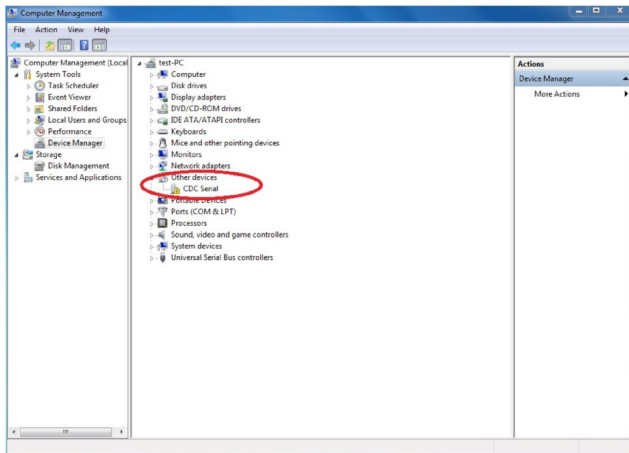 Computer Management
File Action View Help
Computer Management (Local
System Tools
Task Scheduler
Event Viewer
Shared Folders
Local Users and Groups
Performance
Device Manager
Storage
Disk Management
Services and Applications
test-PC
Computer
Disk drives
Display adapters
DVD/CD-ROM drives
IDE ATA/ATAPI controllers
Keyboards
Mice and other pointing devices
Monitors
Network adapters
Other devices
CDC Serial
Portable Devices
Ports (COM & LPT)
Processors
Sound, video and game controllers
System devices
Universal Serial Bus controllers
Actions
Device Manager
More Actions